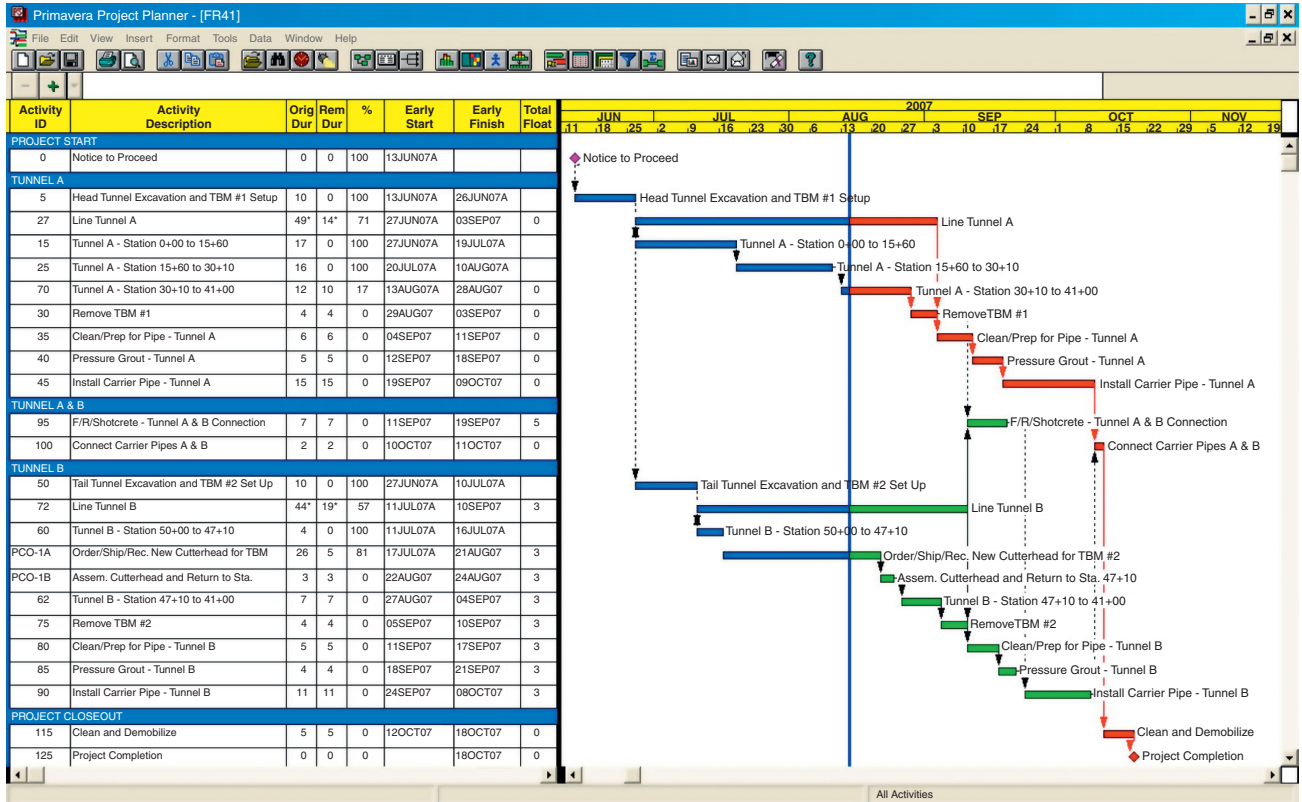 Primavera Project Planner - [FR41]
File Edit View Insert Format Tools Data Window Help
Activity ID Activity Description Orig Dur Rem Dur % Early Start Early Finish Total Float
2007
JUN JUL AUG SEP OCT NOV
11 18 25 2 9 16 23 30 6 13 20 27 3 10 17 24 1 8 15 22 29 5 12 19
PROJECT START
0 Notice to Proceed 0 0 100 13JUN07A Notice to Proceed
TUNNEL A
5 Head Tunnel Excavation and TBM #1 Setup 10 0 100 13JUN07A 26JUN07A Head Tunnel Excavation and TBM #1 Setup
27 Line Tunnel A 49* 14* 71 27JUN07A 03SEP07 0 Line Tunnel A
15 Tunnel A - Station 0+00 to 15+60 17 0 100 27JUN07A 19JUL07A Tunnel A - Station 0+00 to 15+60
25 Tunnel A - Station 15+60 to 30+10 16 0 100 20JUL07A 10AUG07A Tunnel A - Station 15+60 to 30+10
70 Tunnel A - Station 30+10 to 41+00 12 10 17 13AUG07A 28AUG07 0 Tunnel A - Station 30+10 to 41+00
30 Remove TBM #1 4 4 0 29AUG07 03SEP07 0 RemoveTBM #1
35 Clean/Prep for Pipe - Tunnel A 6 6 0 04SEP07 11SEP07 0 Clean/Prep for Pipe - Tunnel A
40 Pressure Grout - Tunnel A 5 5 0 12SEP07 18SEP07 0 Pressure Grout - Tunnel A
45 Install Carrier Pipe - Tunnel A 15 15 0 19SEP07 09OCT07 0 Install Carrier Pipe - Tunnel A
TUNNEL A & B
95 F/R/Shotcrete - Tunnel A & B Connection 7 7 0 11SEP07 19SEP07 5 F/R/Shotcrete - Tunnel A & B Connection
100 Connect Carrier Pipes A & B 2 2 0 10OCT07 11OCT07 0 Connect Carrier Pipes A & B
TUNNEL B
50 Tail Tunnel Excavation and TBM #2 Set Up 10 0 100 27JUN07A 10JUL07A Tail Tunnel Excavation and TBM #2 Set Up
72 Line Tunnel B 44* 19* 57 11JUL07A 10SEP07 3 Line Tunnel B
60 Tunnel B - Station 50+00 to 47+10 4 0 100 11JUL07A 16JUL07A Tunnel B - Station 50+00 to 47+10
PCO-1A Order/Ship/Rec. New Cutterhead for TBM 26 5 81 17JUL07A 21AUG07 3 Order/Ship/Rec. New Cutterhead for TBM #2
PCO-1B Assem. Cutterhead and Return to Sta. 3 3 0 22AUG07 24AUG07 3 Assem. Cutterhead and Return to Sta. 47+10
62 Tunnel B - Station 47+10 to 41+00 7 7 0 27AUG07 04SEP07 3 Tunnel B - Station 47+10 to 41+00
75 Remove TBM #2 4 4 0 05SEP07 10SEP07 3 RemoveTBM #2
80 Clean/Prep for Pipe - Tunnel B 5 5 0 11SEP07 17SEP07 3 Clean/Prep for Pipe - Tunnel B
85 Pressure Grout - Tunnel B 4 4 0 18SEP07 21SEP07 3 Pressure Grout - Tunnel B
90 Install Carrier Pipe - Tunnel B 11 11 0 24SEP07 08OCT07 3 Install Carrier Pipe - Tunnel B
PROJECT CLOSEOUT
115 Clean and Demobilize 5 5 0 12OCT07 18OCT07 0 Clean and Demobilize
125 Project Completion 0 0 0 18OCT07 0 Project Completion
All Activities